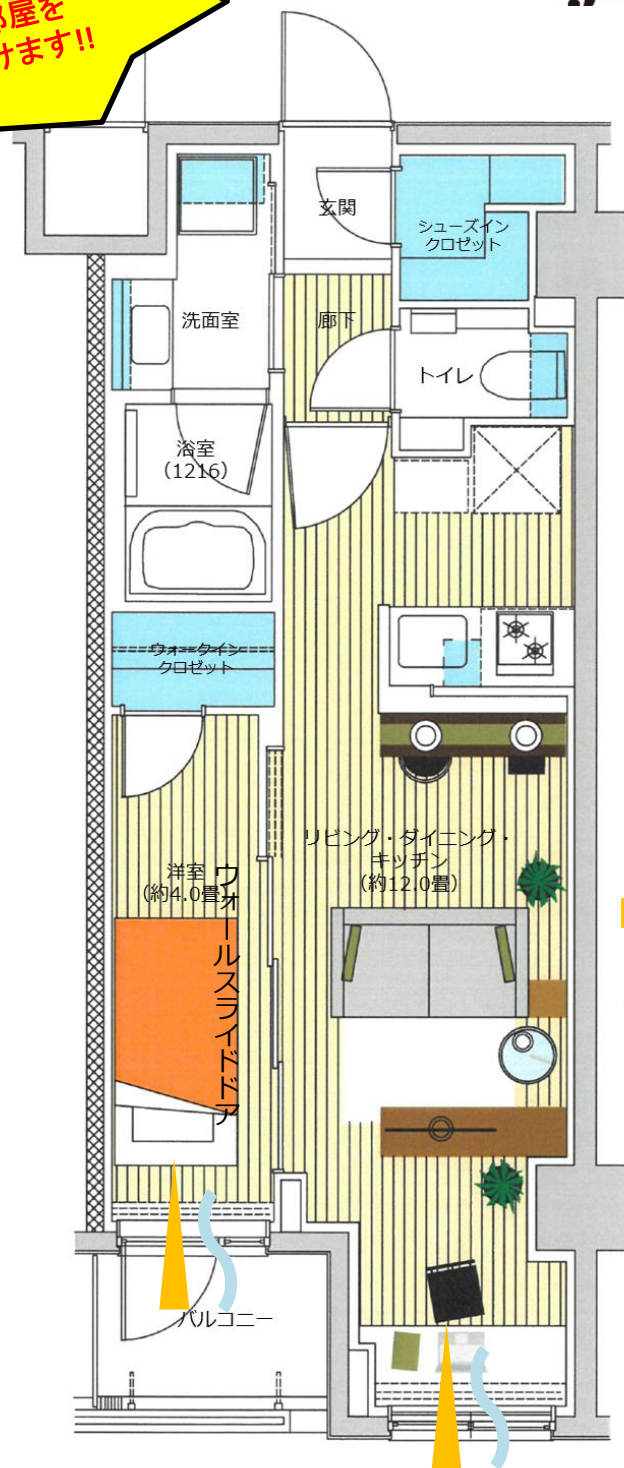 部屋を
けます!!
玄関
シューズイン
クロゼット
洗面室
廊下
トイレ
浴室
(1216)
ウォークイン
クロゼット
リビング・ダイニング・
キッチン
(約12.0畳)
洋室
(約4.0畳)
ウォールスライドドア
バルコニー